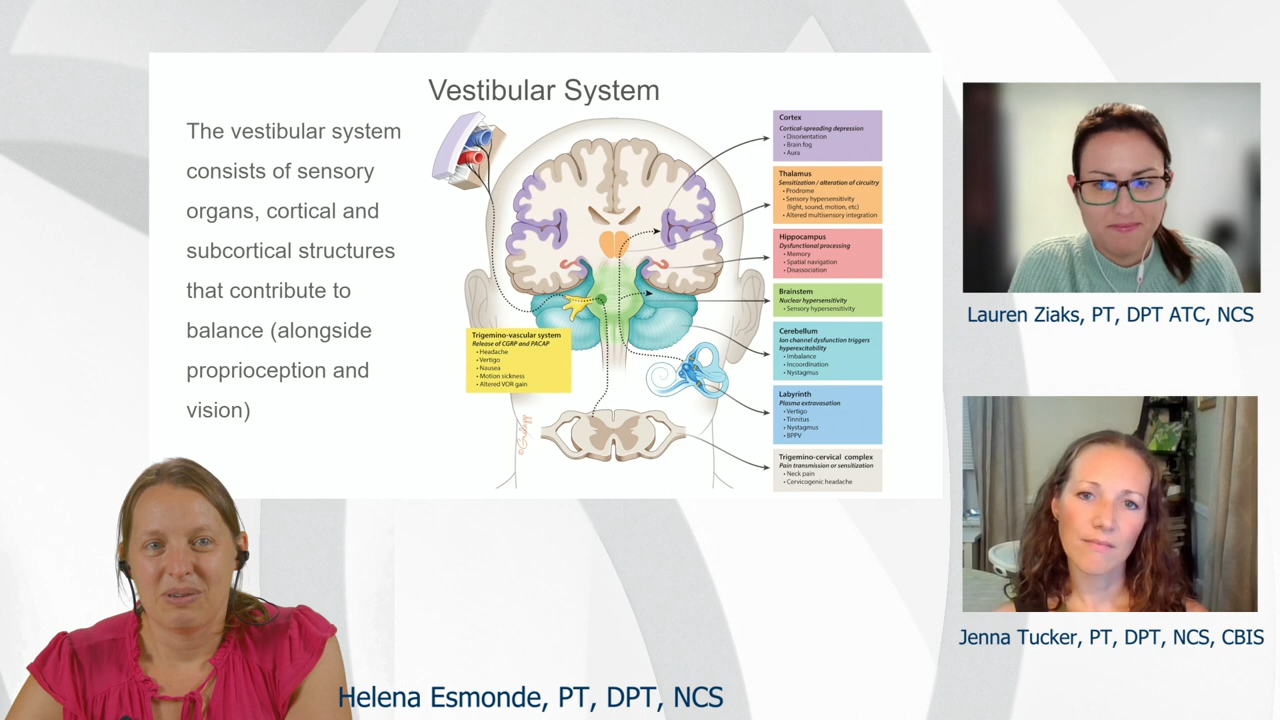 Vestibular System
The vestibular system
consists of sensory
organs, cortical and
subcortical structures
that contribute to
balance (alongside
proprioception and
vision)
Trigemino-vascular system
Release of CGRP and PACAP
• Headache
• Vertigo
• Nausea
• Motion sickness
• Altered VOR gain
Cortex
Cortical-spreading depression
• Disorientation
• Brain fog
• Aura
Thalamus
Sensitization / alteration of circuitry
• Prodrome
• Sensory hypersensitivity
(light, sound, motion, etc)
• Altered multisensory integration
Hippocampus
Dysfunctional processing
• Memory
• Spatial navigation
• Disassociation
Brainstem
Nuclear hypersensitivity
• Sensory hypersensitivity
Cerebellum
Ion channel dysfunction triggers
hyperexcitability
• Imbalance
• Incoordination
• Nystagmus
Labyrinth
Plasma extravasation
• Vertigo
• Tinnitus
• Nystagmus
• BPPV
Trigemino-cervical complex
Pain transmission or sensitization
• Neck pain
• Cervicogenic headache
Lauren Ziaks, PT, DPT ATC, NCS
Jenna Tucker, PT, DPT, NCS, CBIS
Helena Esmonde, PT, DPT, NCS